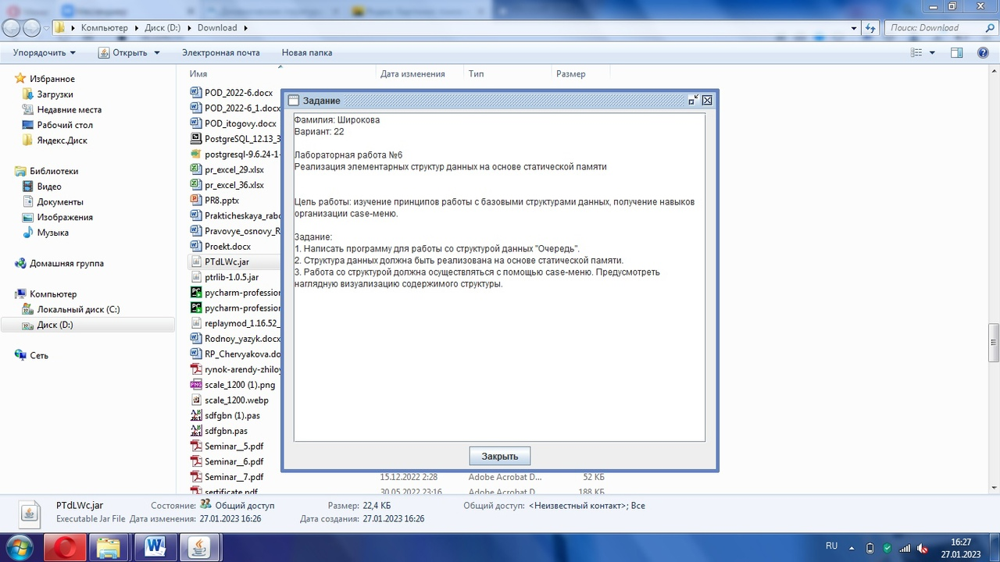 Компьютер
Диск (D:)
Download
Поиск: Download
Упорядочить
Открыть
Электронная почта
Новая папка
Избранное
Загрузки
Недавние места
Рабочий стол
Яндекс.Диск
Библиотеки
Видео
Документы
Изображения
Музыка
Домашняя группа
Компьютер
Локальный диск (C:)
Диск (D:)
Сеть
Имя
Дата изменения
Тип
Размер
POD_2022-6.docx
POD_2022-6_1.docx
POD_itogovy.docx
PostgreSQL_12.13_3
postgresql-9.6.24-1-
pr_excel_29.xlsx
pr_excel_36.xlsx
PR8.pptx
Prakticheskaya_rabo
Pravovye_osnovy_R
Proekt.docx
PTdLWc.jar
ptrlib-1.0.5.jar
pycharm-profession
pycharm-profession
replaymod_1.16.52_
Rodnoy_yazyk.docx
RP_Chervyakova.do
rynok-arendy-zhiloy
scale_1200 (1).png
scale_1200.webp
sdfgbn (1).pas
sdfgbn.pas
Seminar__5.pdf
Seminar__6.pdf
Seminar__7.pdf 15.12.2022 2:28 Adobe Acrobat D... 52 КБ
sertificate.pdf 30.05.2022 23:16 Adobe Acrobat D... 188 КБ
Задание
Фамилия: Широкова
Вариант: 22
Лабораторная работа №6
Реализация элементарных структур данных на основе статической памяти
Цель работы: изучение принципов работы с базовыми структурами данных, получение навыков
организации case-меню.
Задание:
1. Написать программу для работы со структурой данных "Очередь".
2. Структура данных должна быть реализована на основе статической памяти.
3. Работа со структурой должна осуществляться с помощью case-меню. Предусмотреть
наглядную визуализацию содержимого структуры.
Закрыть
PTdLWc.jar Состояние: Общий доступ Размер: 22,4 КБ Общий доступ: <Неизвестный контакт>; Все
Executable Jar File Дата изменения: 27.01.2023 16:26 Дата создания: 27.01.2023 16:26
RU
16:27
27.01.2023